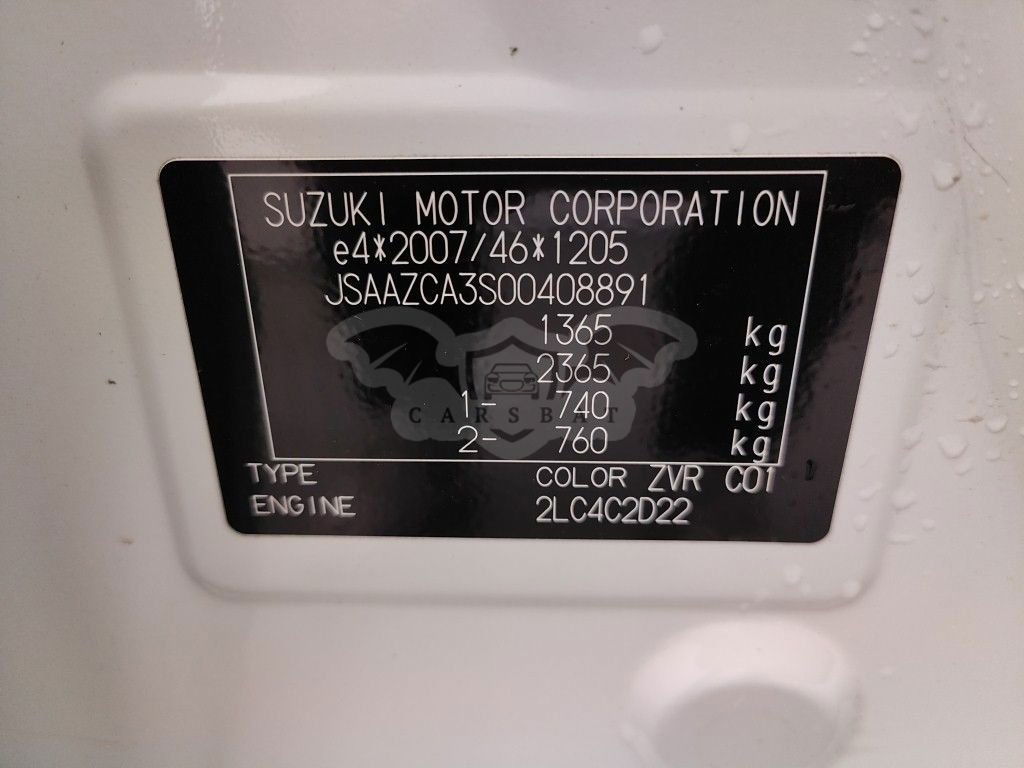 SUZUKI MOTOR CORPORATION
e4*2007/46*1205
JSAAZCA3S00408891
1365 kg
2365 kg
1- 740 kg
2- 760 kg
CARSBAT
TYPE COLOR ZVR C01
ENGINE 2LC4C2D22